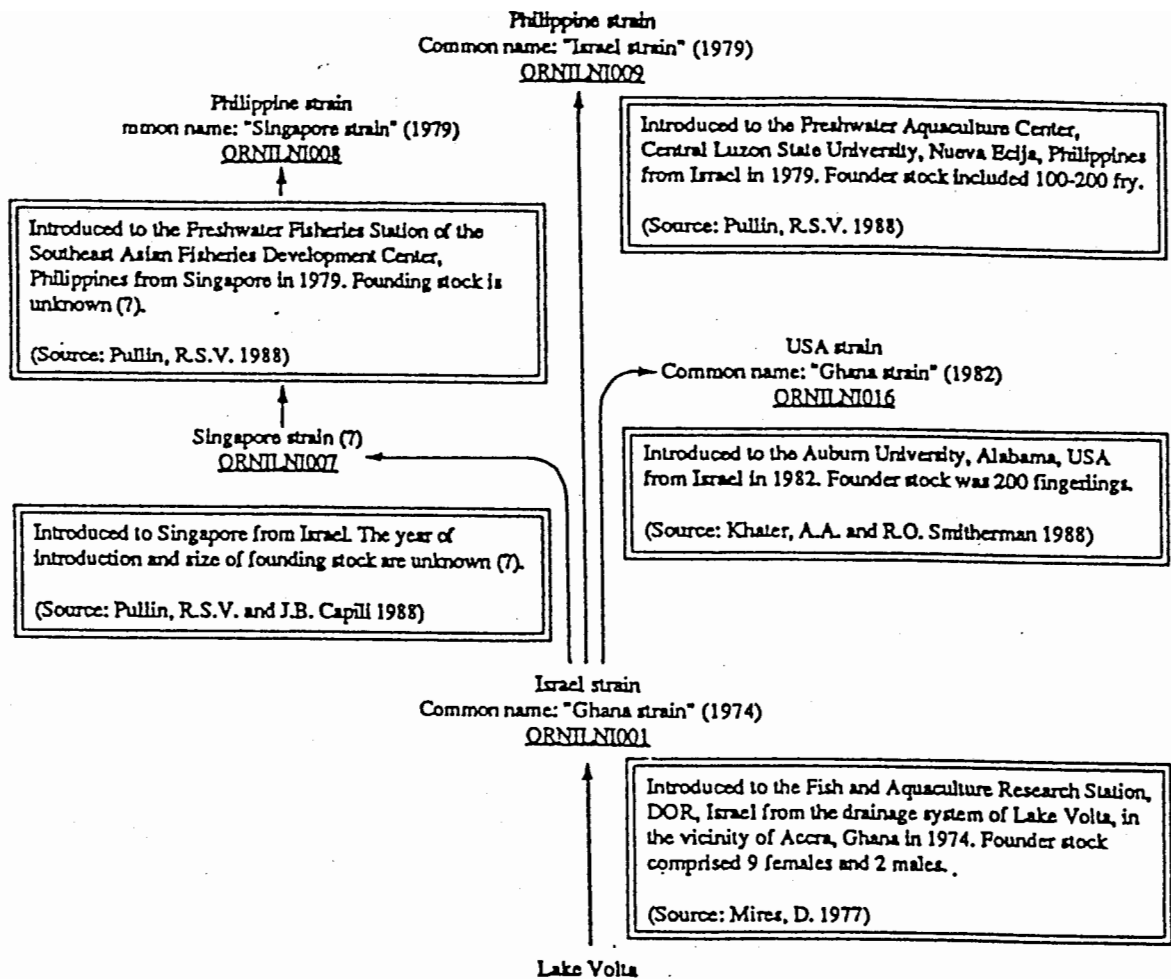 Philippine strain
Common name: "Israel strain" (1979)
ORNILNI009
Philippine strain
mmon name: "Singapore strain" (1979)
ORNILNI008
Introduced to the Preshwater Aquaculture Center,
Central Luzon State University, Nueva Ecija, Philippines
from Israel in 1979. Founder stock included 100-200 fry.
(Source: Pullin, R.S.V. 1988)
Introduced to the Freshwater Fisheries Station of the
Southeast Asian Fisheries Development Center,
Philippines from Singapore in 1979. Founding stock is
unknown (7).
(Source: Pullin, R.S.V. 1988)
USA strain
Common name: "Ghana strain" (1982)
ORNILNI016
Singapore strain (7)
ORNILNI007
Introduced to the Auburn University, Alabama, USA
from Israel in 1982. Founder stock was 200 fingerlings.
(Source: Khater, A.A. and R.O. Smitherman 1988)
Introduced to Singapore from Israel. The year of
introduction and size of founding stock are unknown (7).
(Source: Pullin, R.S.V. and J.B. Capili 1988)
Israel strain
Common name: "Ghana strain" (1974)
ORNILNI001
Introduced to the Fish and Aquaculture Research Station,
DOR, Israel from the drainage system of Lake Volta, in
the vicinity of Accra, Ghana in 1974. Founder stock
comprised 9 females and 2 males.
(Source: Mires, D. 1977)
Lake Volta